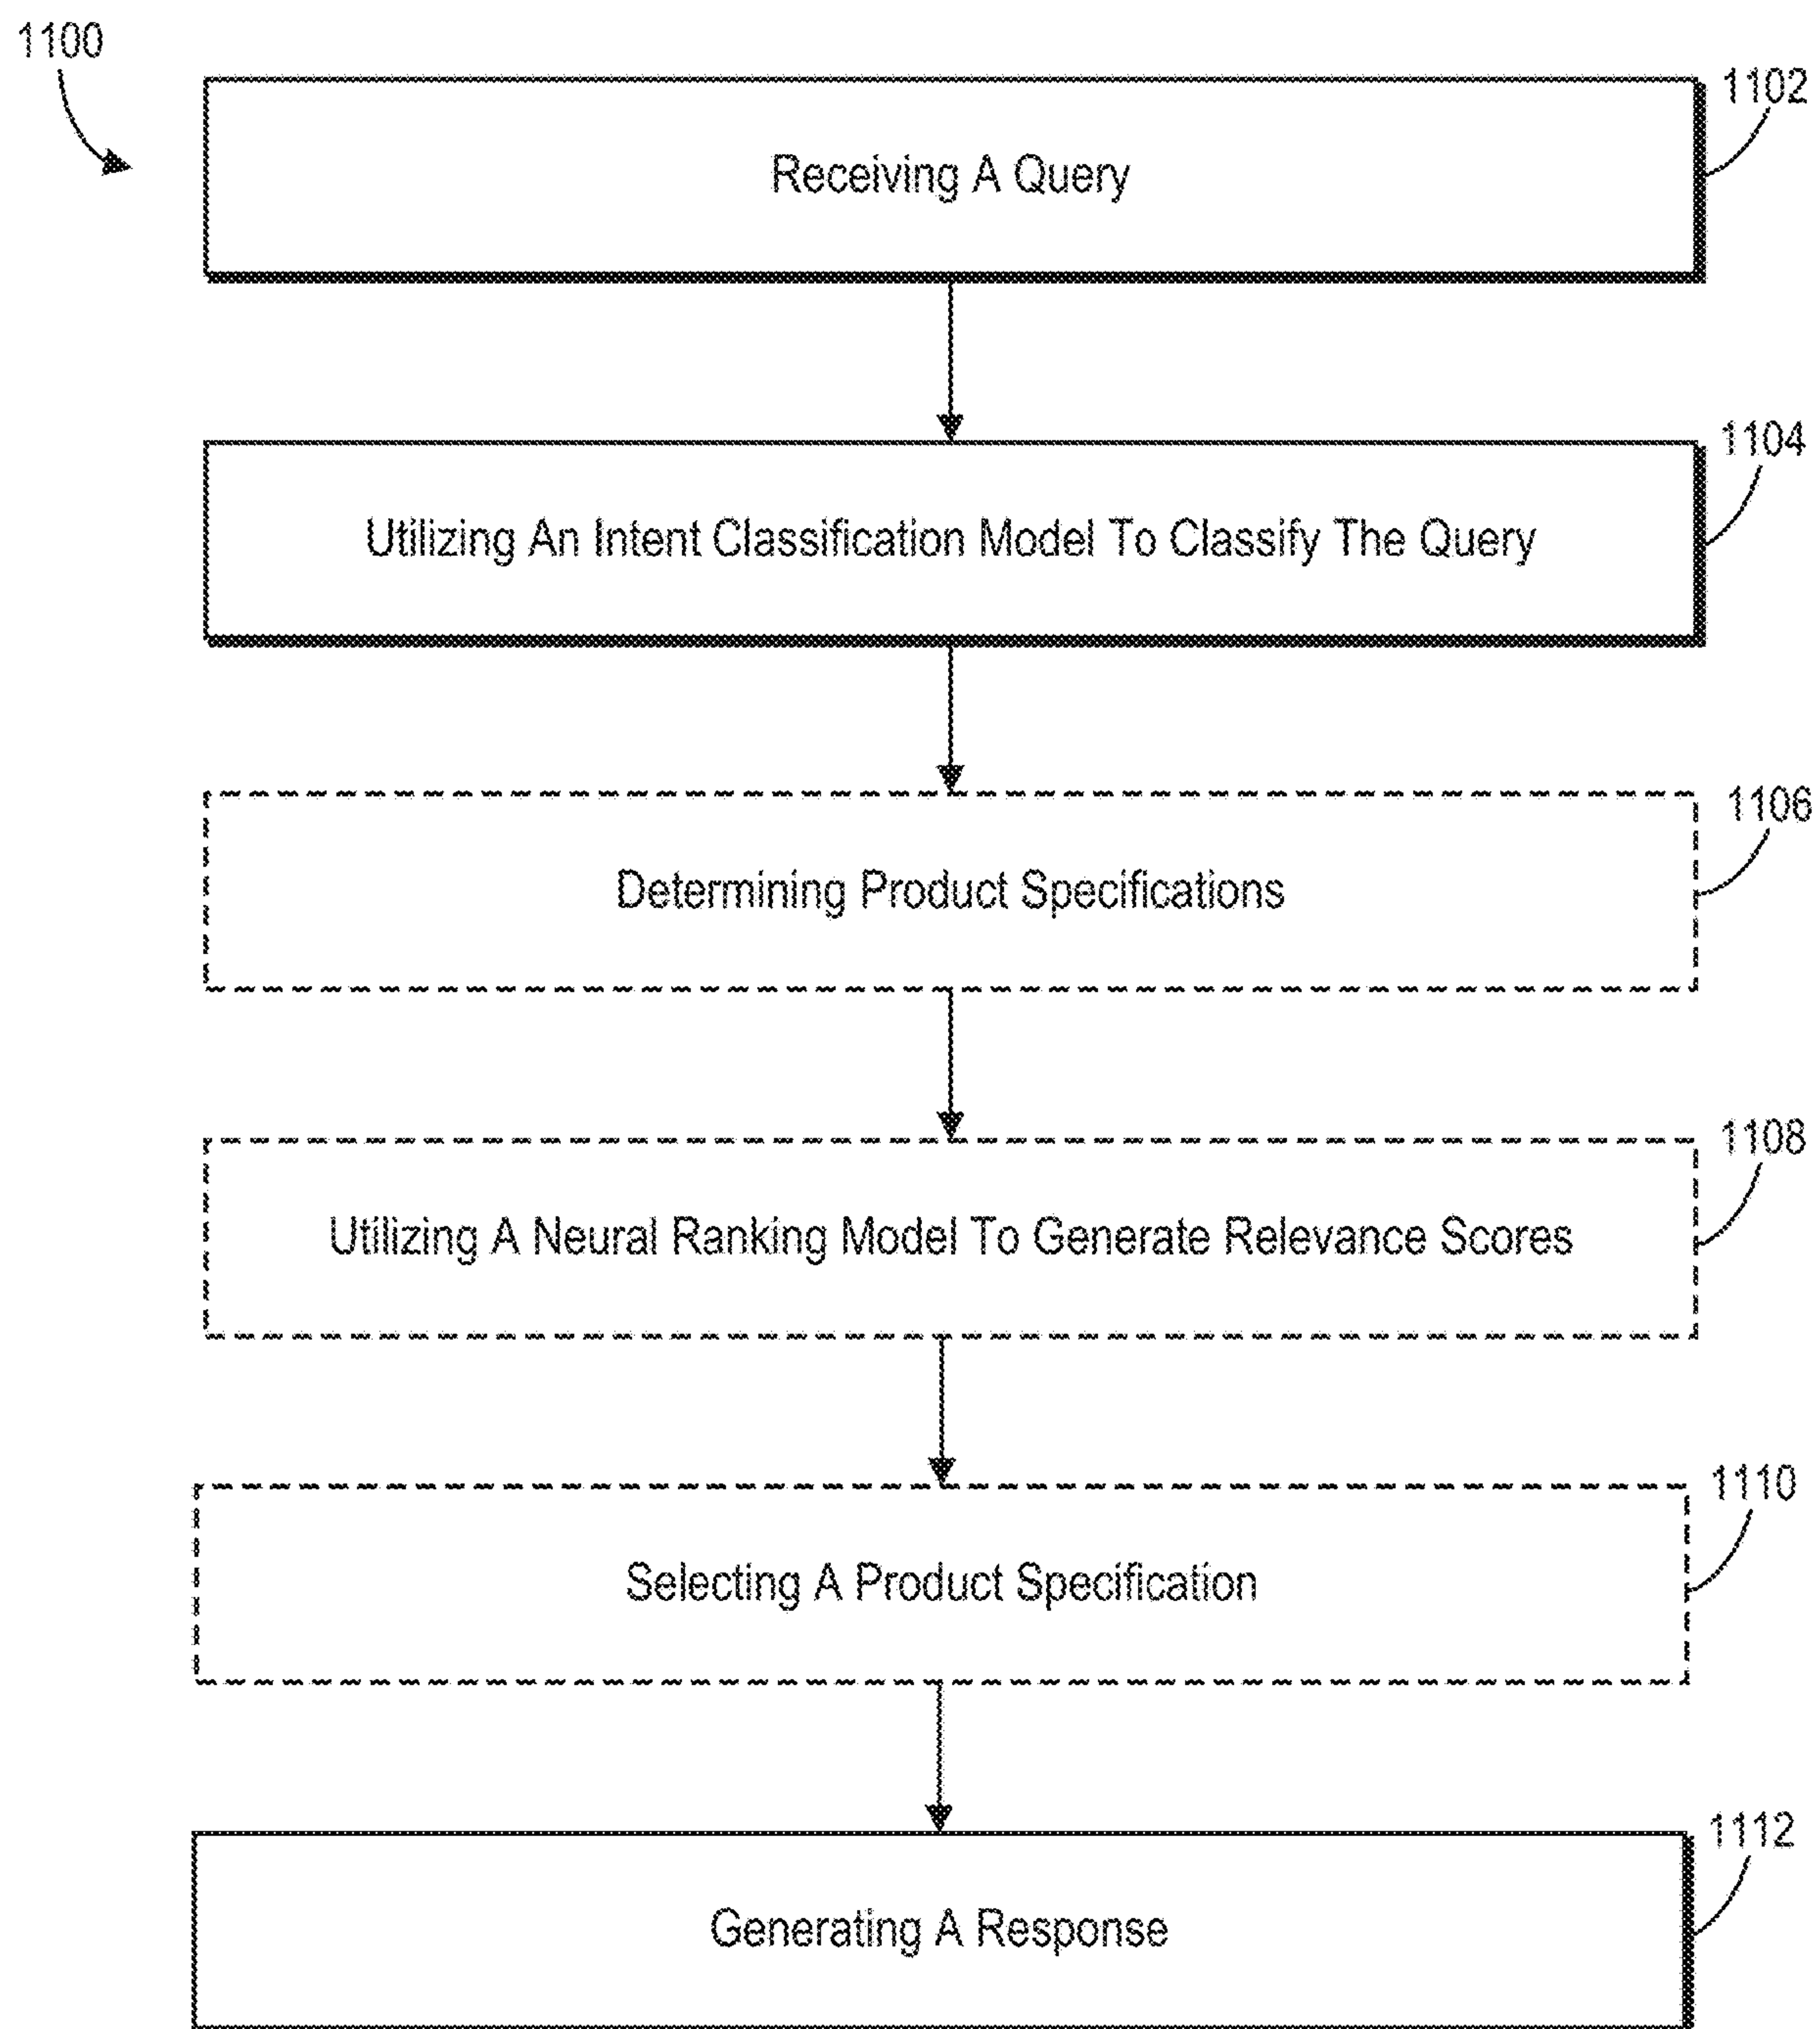 1100
1102
Receiving A Query
1104
Utilizing An Intent Classification Model To Classify The Query
1106
Determining Product Specifications
1108
Utilizing A Neural Ranking Model To Generate Relevance Scores
1110
Selecting A Product Specification
1112
Generating A Response